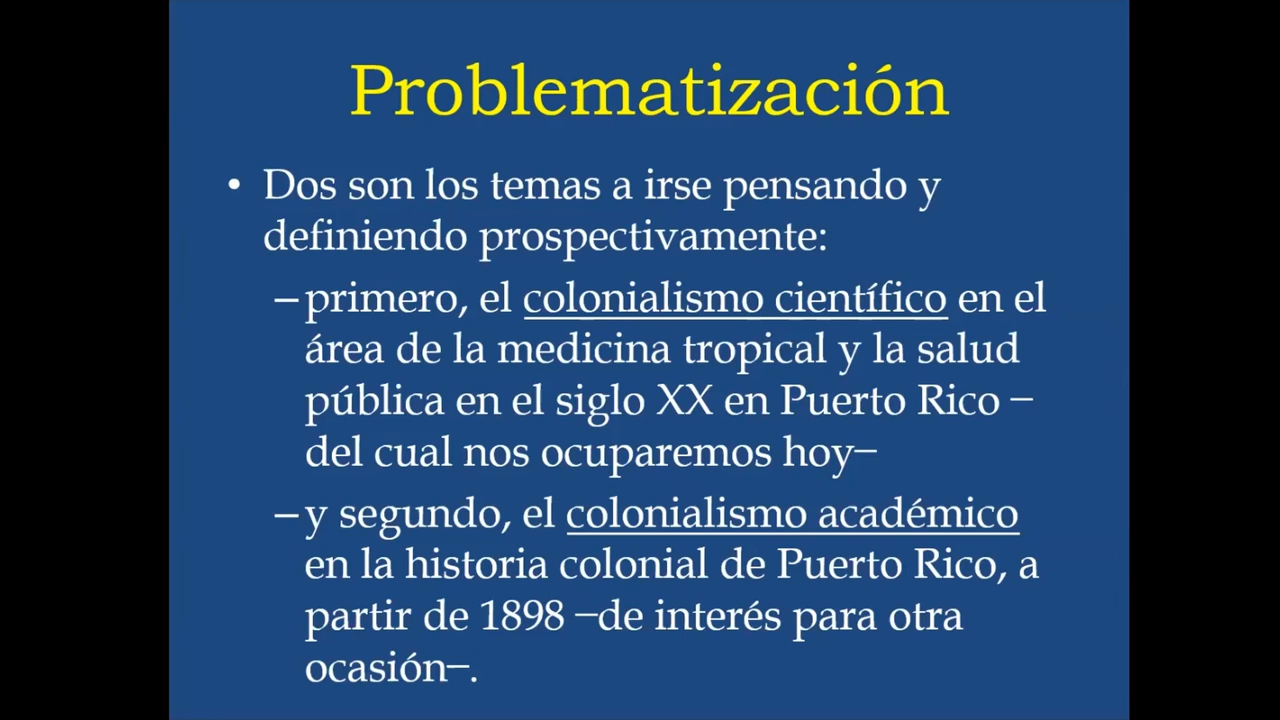 Problematización
• Dos son los temas a irse pensando y
definiendo prospectivamente:
–primero, el colonialismo científico en el
área de la medicina tropical y la salud
pública en el siglo XX en Puerto Rico −
del cual nos ocuparemos hoy−
–y segundo, el colonialismo académico
en la historia colonial de Puerto Rico, a
partir de 1898 −de interés para otra
ocasión−.